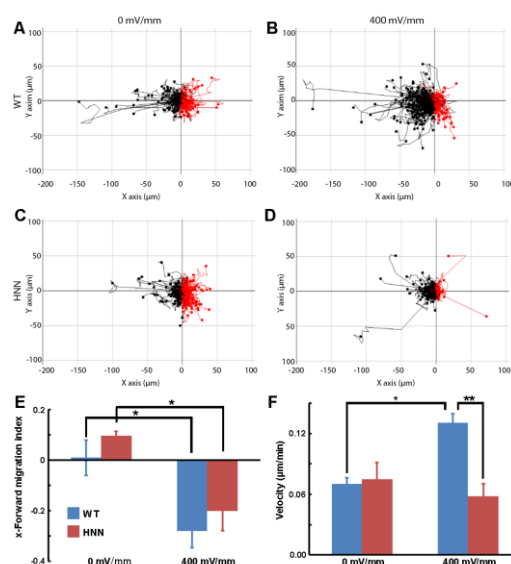 A 0 mV/mm
B 400 mV/mm
WT
Y axim (µm)
100
50
0
-50
-100
-200 -150 -100 -50 0 50 100
X axis (µm)
Y axim (µm)
100
50
0
-50
-100
-200 -150 -100 -50 0 50 100
X axis (µm)
C
D
HNN
Y axis (µm)
100
50
0
-50
-100
-200 -150 -100 -50 0 50 100
X axis (µm)
Y axis (µm)
100
50
0
-50
-100
-200 -150 -100 -50 0 50 100
X axis (µm)
E
x-Forward migration index
0.2
0
-0.2
-0.4
*
*
WT
HNN
0 mV/mm 400 mV/mm
F
Velocity (µm/min)
0.12
0.06
0.00
* **
0 mV/mm 400 mV/mm